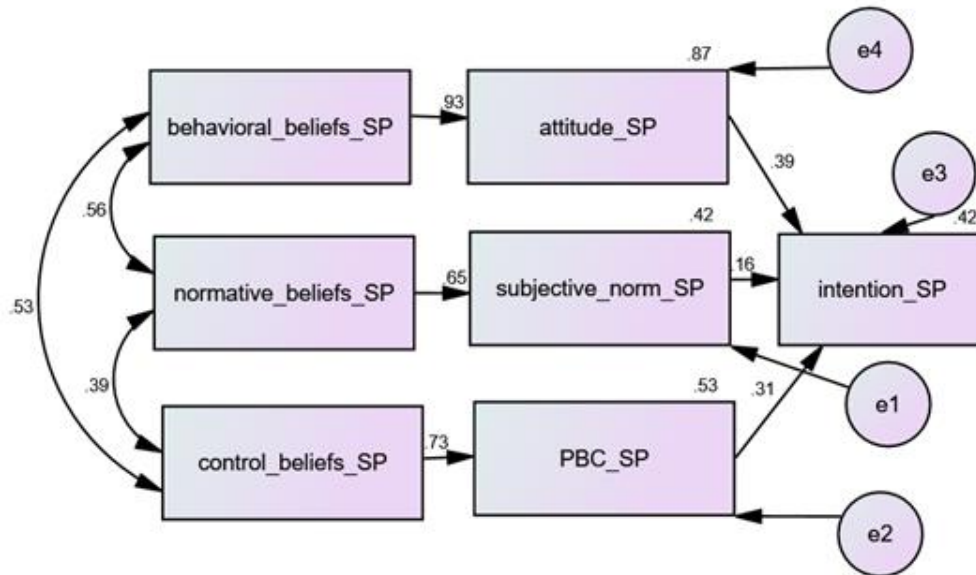 e4
.87
behavioral_beliefs_SP
.93
attitude_SP
.39
e3
.42
.56
.42
normative_beliefs_SP
.65
subjective_norm_SP
.16
intention_SP
.53
.39
.53
.31
e1
control_beliefs_SP
.73
PBC_SP
e2